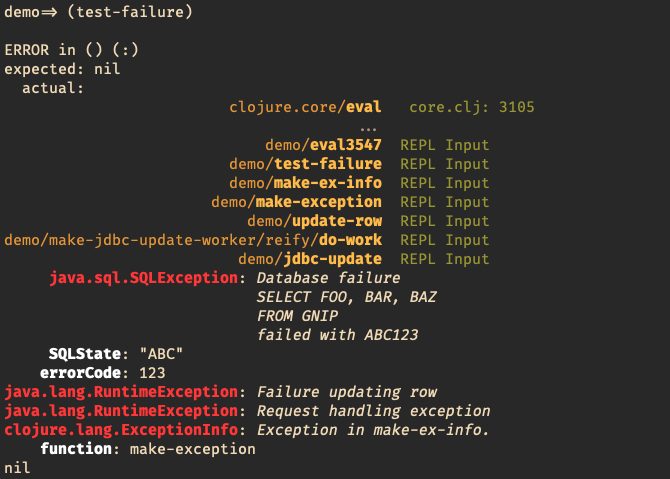 demo=> (test-failure)
ERROR in () (:)
expected: nil
actual:
clojure.core/eval core.clj: 3105
...
demo/eval3547 REPL Input
demo/test-failure REPL Input
demo/make-ex-info REPL Input
demo/make-exception REPL Input
demo/update-row REPL Input
demo/make-jdbc-update-worker/reify/do-work REPL Input
demo/jdbc-update REPL Input
java.sql.SQLException: Database failure
SELECT FOO, BAR, BAZ
FROM GNIP
failed with ABC123
SQLState: "ABC"
errorCode: 123
java.lang.RuntimeException: Failure updating row
java.lang.RuntimeException: Request handling exception
clojure.lang.ExceptionInfo: Exception in make-ex-info.
function: make-exception
nil